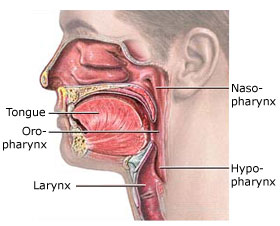 Naso-
pharynx
Tongue
Oro-
pharynx
Hypo-
pharynx
Larynx